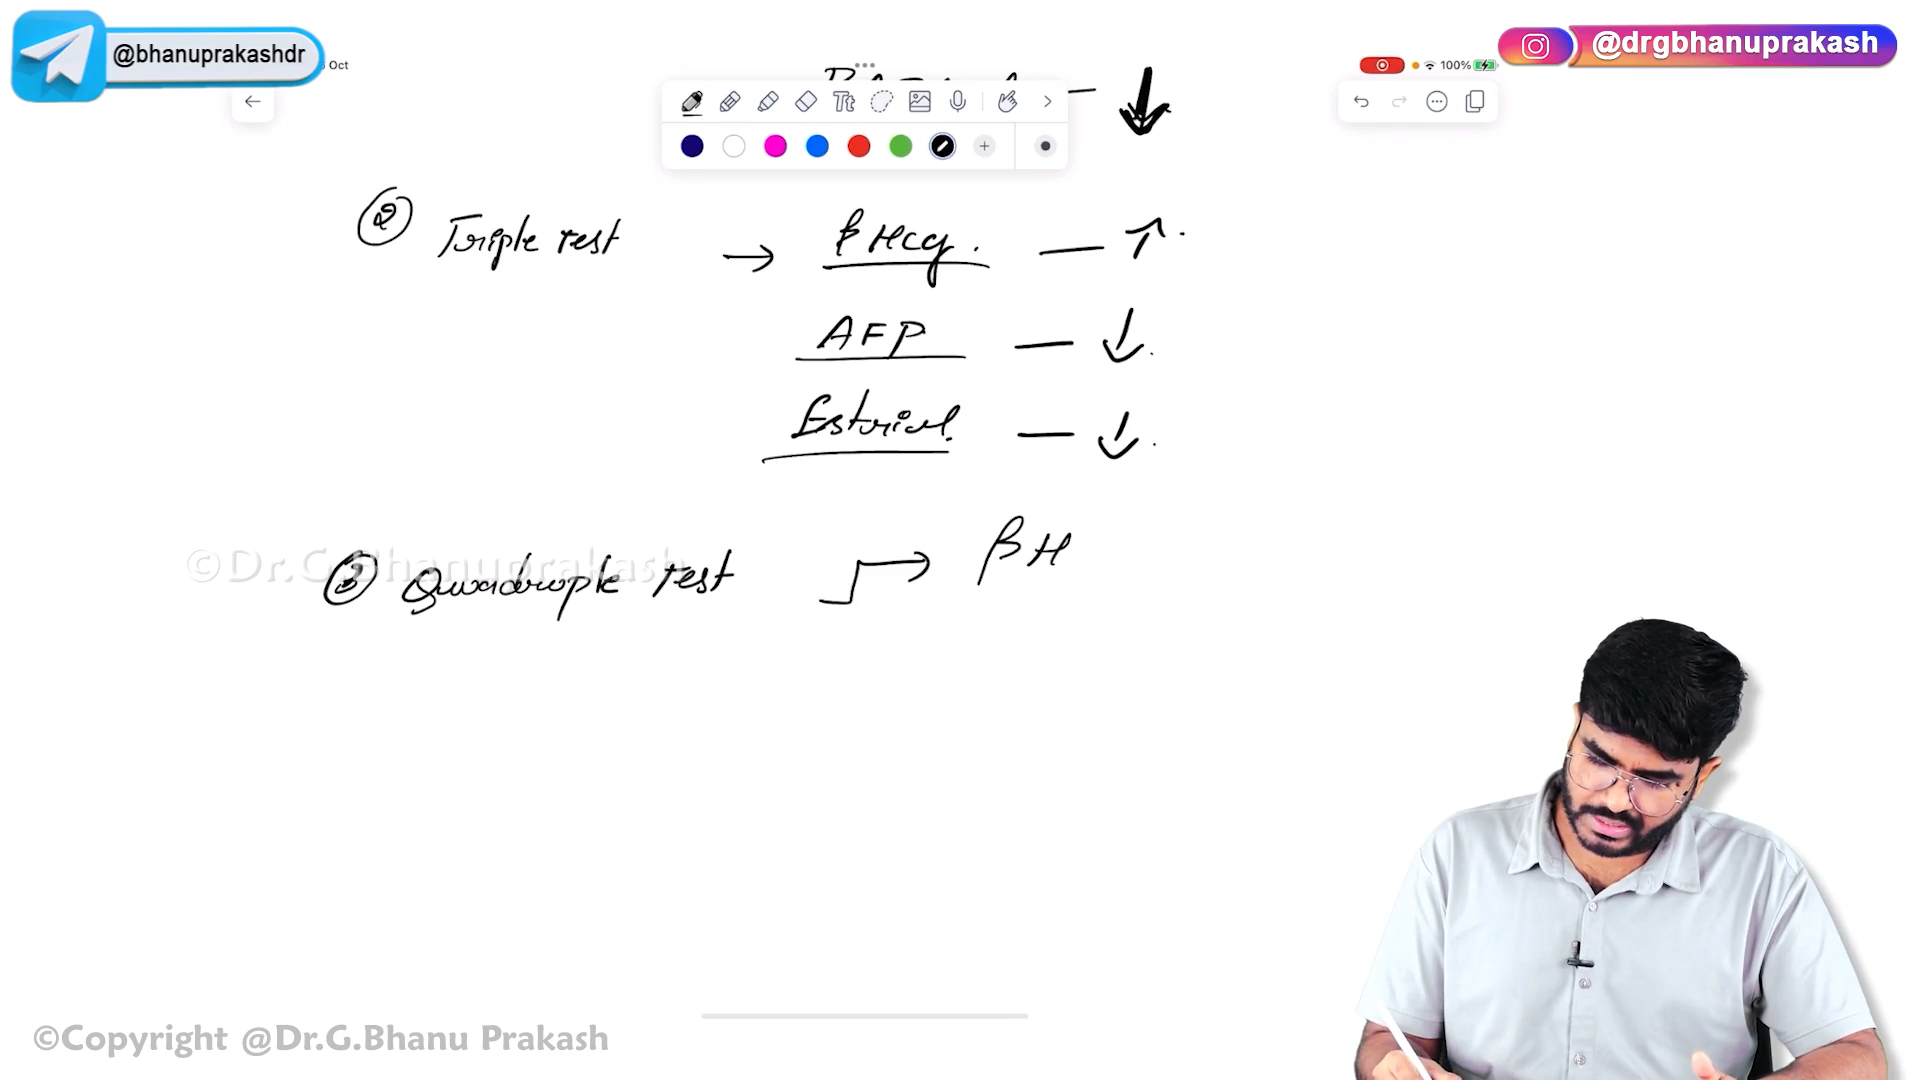 @bhanuprakashdr
Oct
@drgbhanuprakash
100%
Tt
② Triple test → β Hcg. — ↑
AFP — ↓
Estriol. — ↓
©Dr.G.Bhanuprakash
③ Quadruple test → βH
©Copyright @Dr.G.Bhanu Prakash